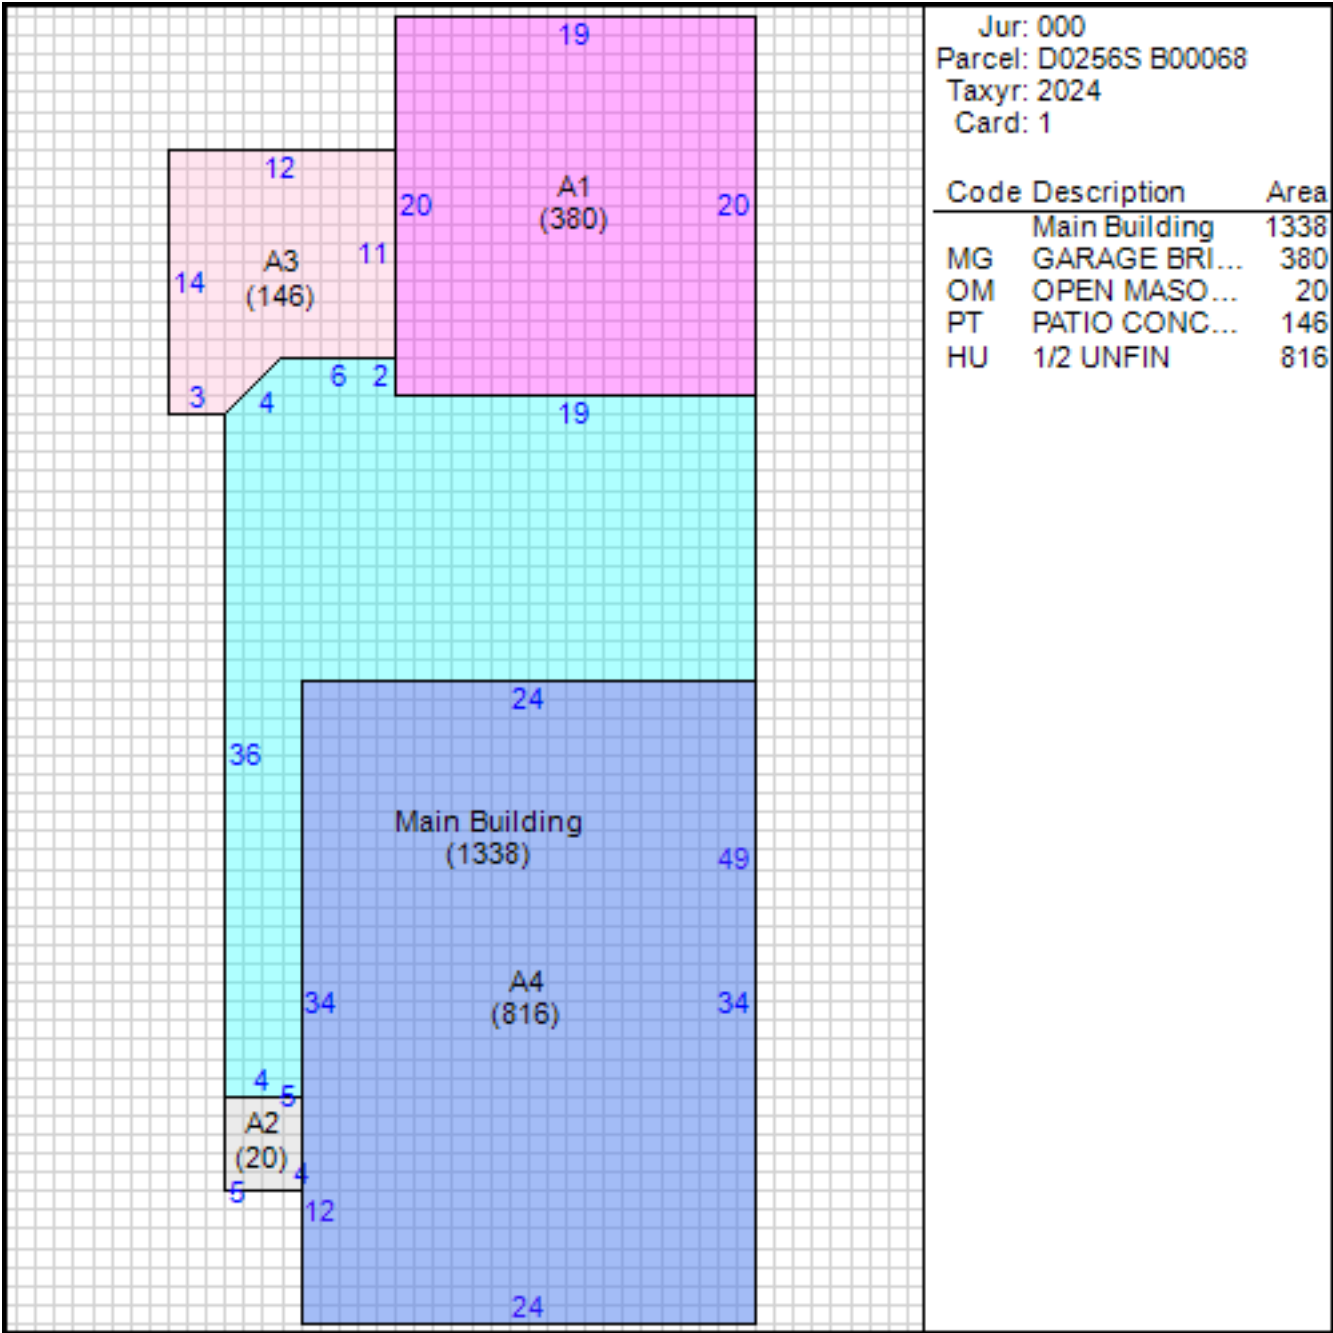 19
12
A1
(380)
20
20
11
A3
(146)
14
6
2
3
4
19
24
36
Main Building
(1338)
49
A4
(816)
34
34
4
5
A2
(20)
4
5
12
24
Jur: 000
Parcel: D0256S B00068
Taxyr: 2024
Card: 1
Code Description Area
Main Building 1338
MG GARAGE BRI... 380
OM OPEN MASO... 20
PT PATIO CONC... 146
HU 1/2 UNFIN 816